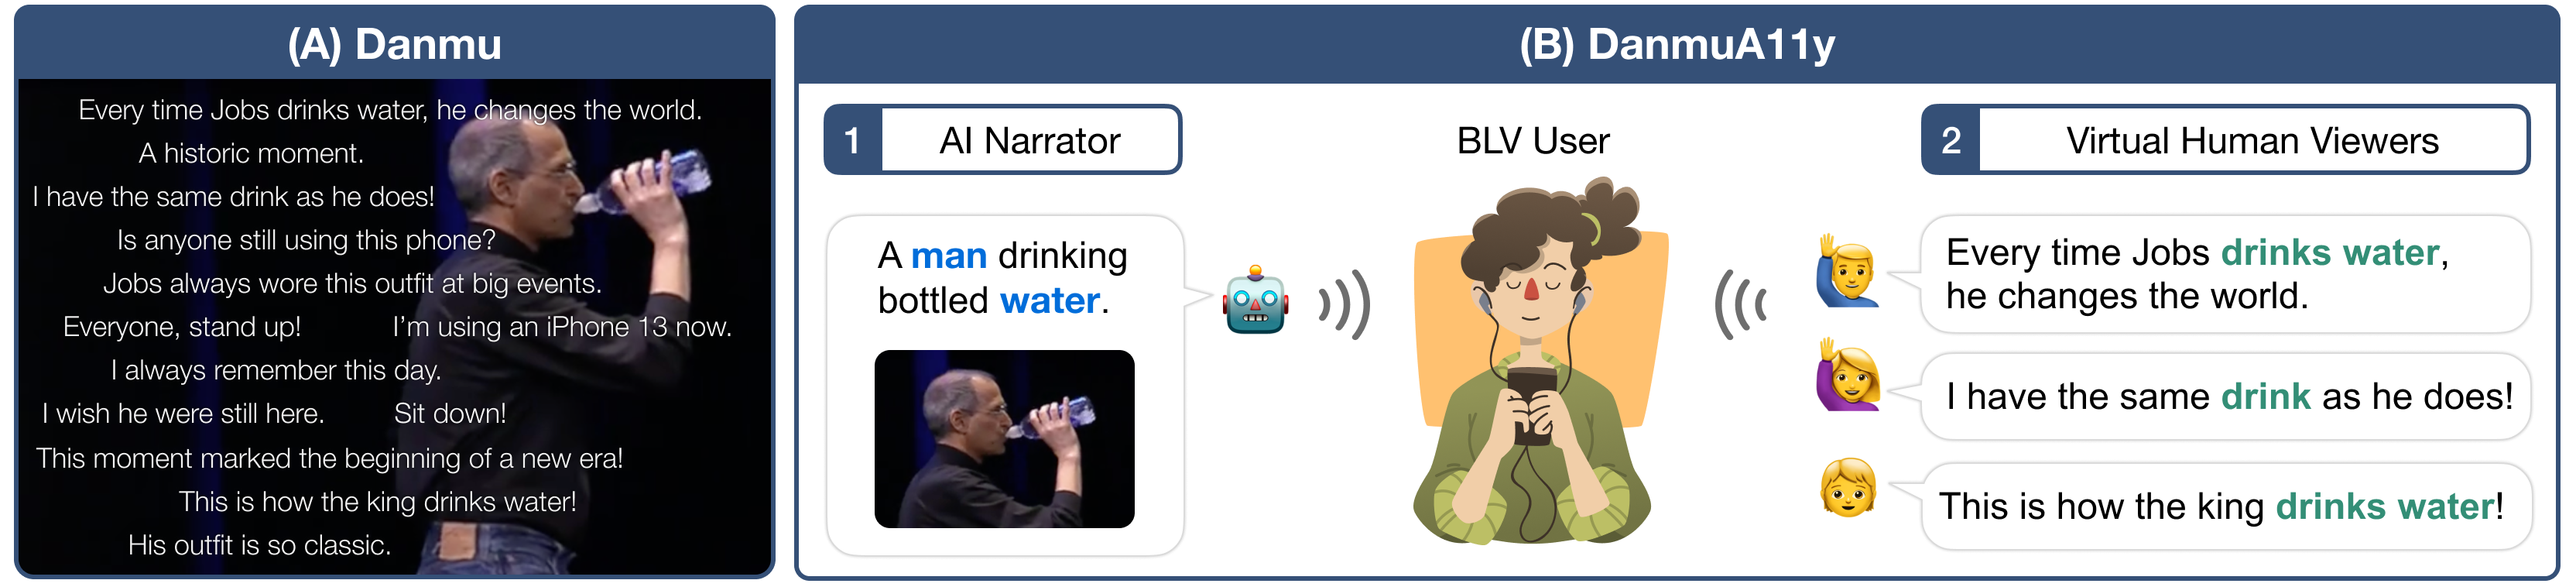 (A) Danmu
Every time Jobs drinks water, he changes the world.
A historic moment.
I have the same drink as he does!
Is anyone still using this phone?
Jobs always wore this outfit at big events.
Everyone, stand up!
I'm using an iPhone 13 now.
I always remember this day.
I wish he were still here.
Sit down!
This moment marked the beginning of a new era!
This is how the king drinks water!
His outfit is so classic.
(B) DanmuA11y
1 AI Narrator
A man drinking
bottled water.
BLV User
2 Virtual Human Viewers
Every time Jobs drinks water,
he changes the world.
I have the same drink as he does!
This is how the king drinks water!